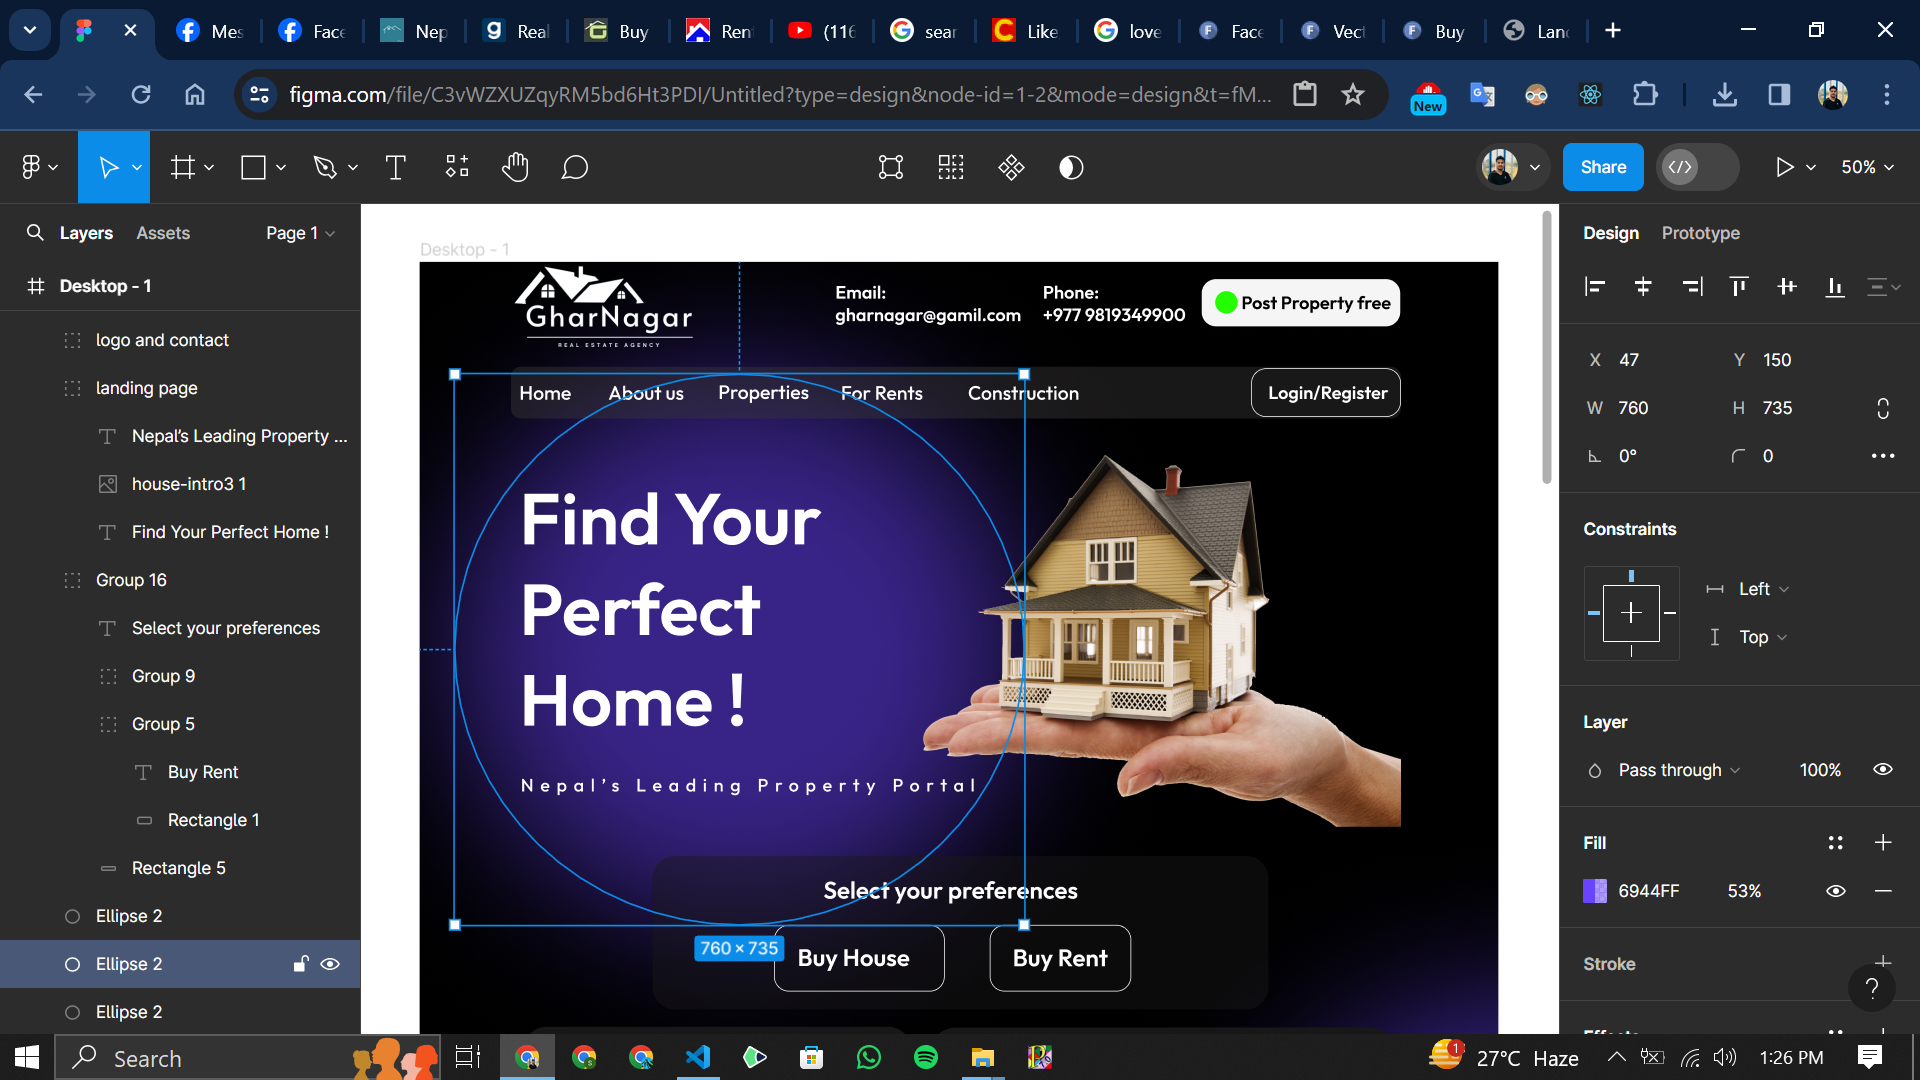 Mes
Face
Nep
Real
Buy
Ren
(116
sear
Like
love
Face
Vect
Buy
Lan
figma.com/file/C3vWZXUZqyRM5bd6Ht3PDI/Untitled?type=design&node-id=1-2&mode=design&t=fM...
New
Share
50%
Layers
Assets
Page 1
Desktop - 1
logo and contact
landing page
Nepal's Leading Property ...
house-intro3 1
Find Your Perfect Home !
Group 16
Select your preferences
Group 9
Group 5
Buy Rent
Rectangle 1
Rectangle 5
Ellipse 2
Ellipse 2
Ellipse 2
Desktop - 1
GharNagar
REAL ESTATE AGENCY
Email:
gharnagar@gamil.com
Phone:
+977 9819349900
Post Property free
Home
About us
Properties
For Rents
Construction
Login/Register
Find Your
Perfect
Home !
Nepal's Leading Property Portal
Select your preferences
760 × 735
Buy House
Buy Rent
Design
Prototype
X 47
Y 150
W 760
H 735
0°
0
Constraints
Left
Top
Layer
Pass through
100%
Fill
6944FF
53%
Stroke
?
Search
1
27°C Haze
1:26 PM